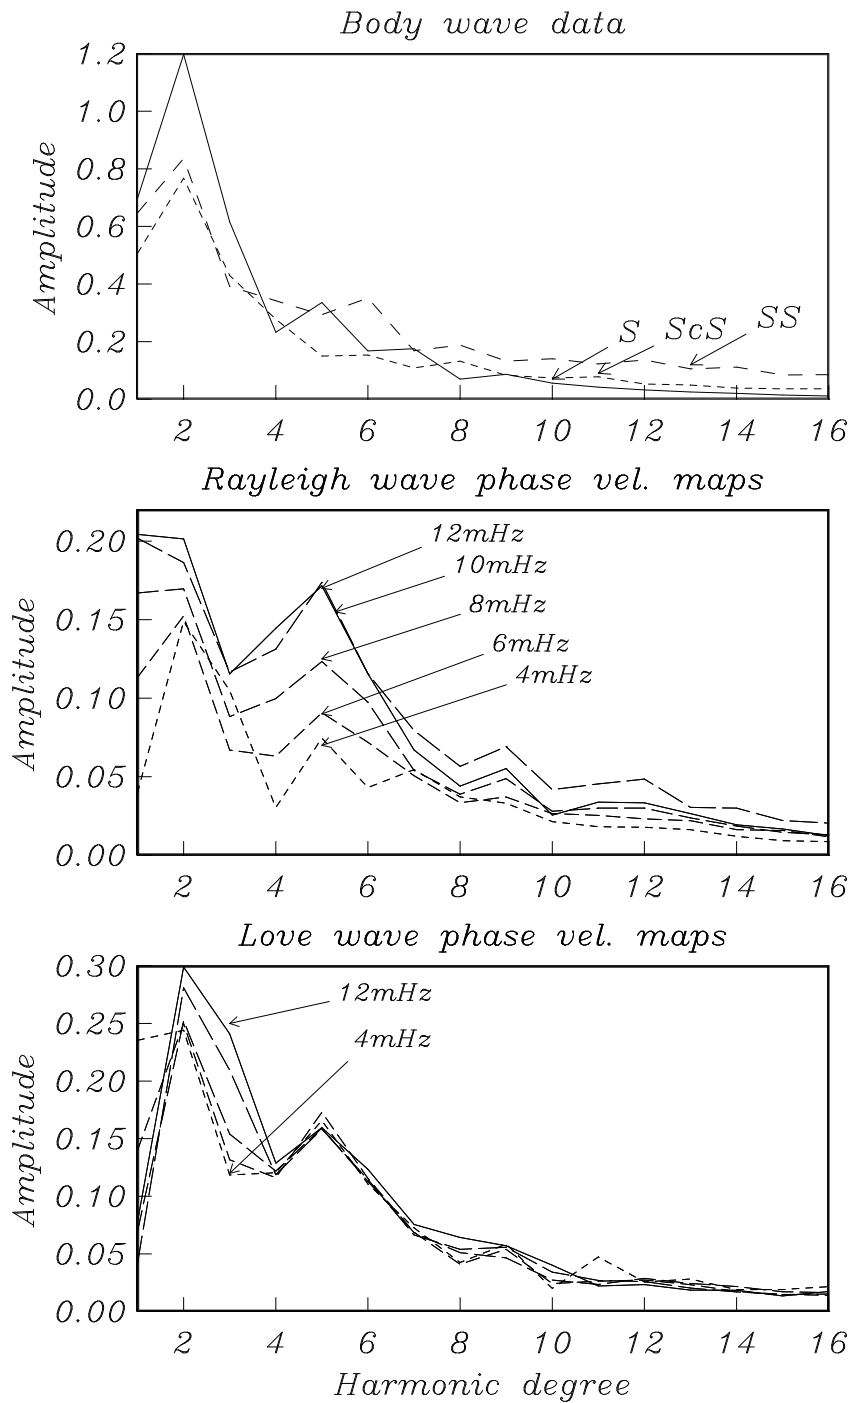 Body wave data
1.2
1.0
0.8
0.6
0.4
0.2
0.0
Amplitude
S ScS SS
2 4 6 8 10 12 14 16
Rayleigh wave phase vel. maps
0.20
0.15
0.10
0.05
0.00
Amplitude
12mHz
10mHz
8mHz
6mHz
4mHz
2 4 6 8 10 12 14 16
Love wave phase vel. maps
0.30
0.25
0.20
0.15
0.10
0.05
0.00
Amplitude
12mHz
4mHz
2 4 6 8 10 12 14 16
Harmonic degree